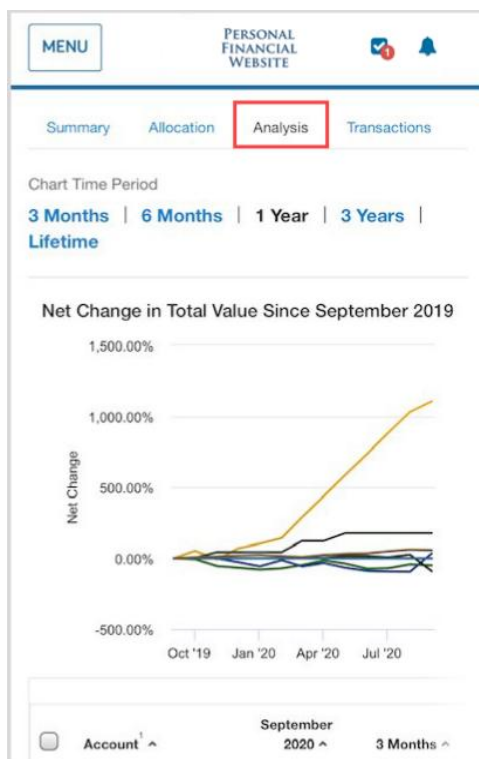 MENU
PERSONAL
FINANCIAL
WEBSITE
1
Summary Allocation Analysis Transactions
Chart Time Period
3 Months | 6 Months | 1 Year | 3 Years |
Lifetime
Net Change in Total Value Since September 2019
1,500.00%
1,000.00%
500.00%
0.00%
-500.00%
Net Change
Oct '19 Jan '20 Apr '20 Jul '20
Account1 September
2020 3 Months